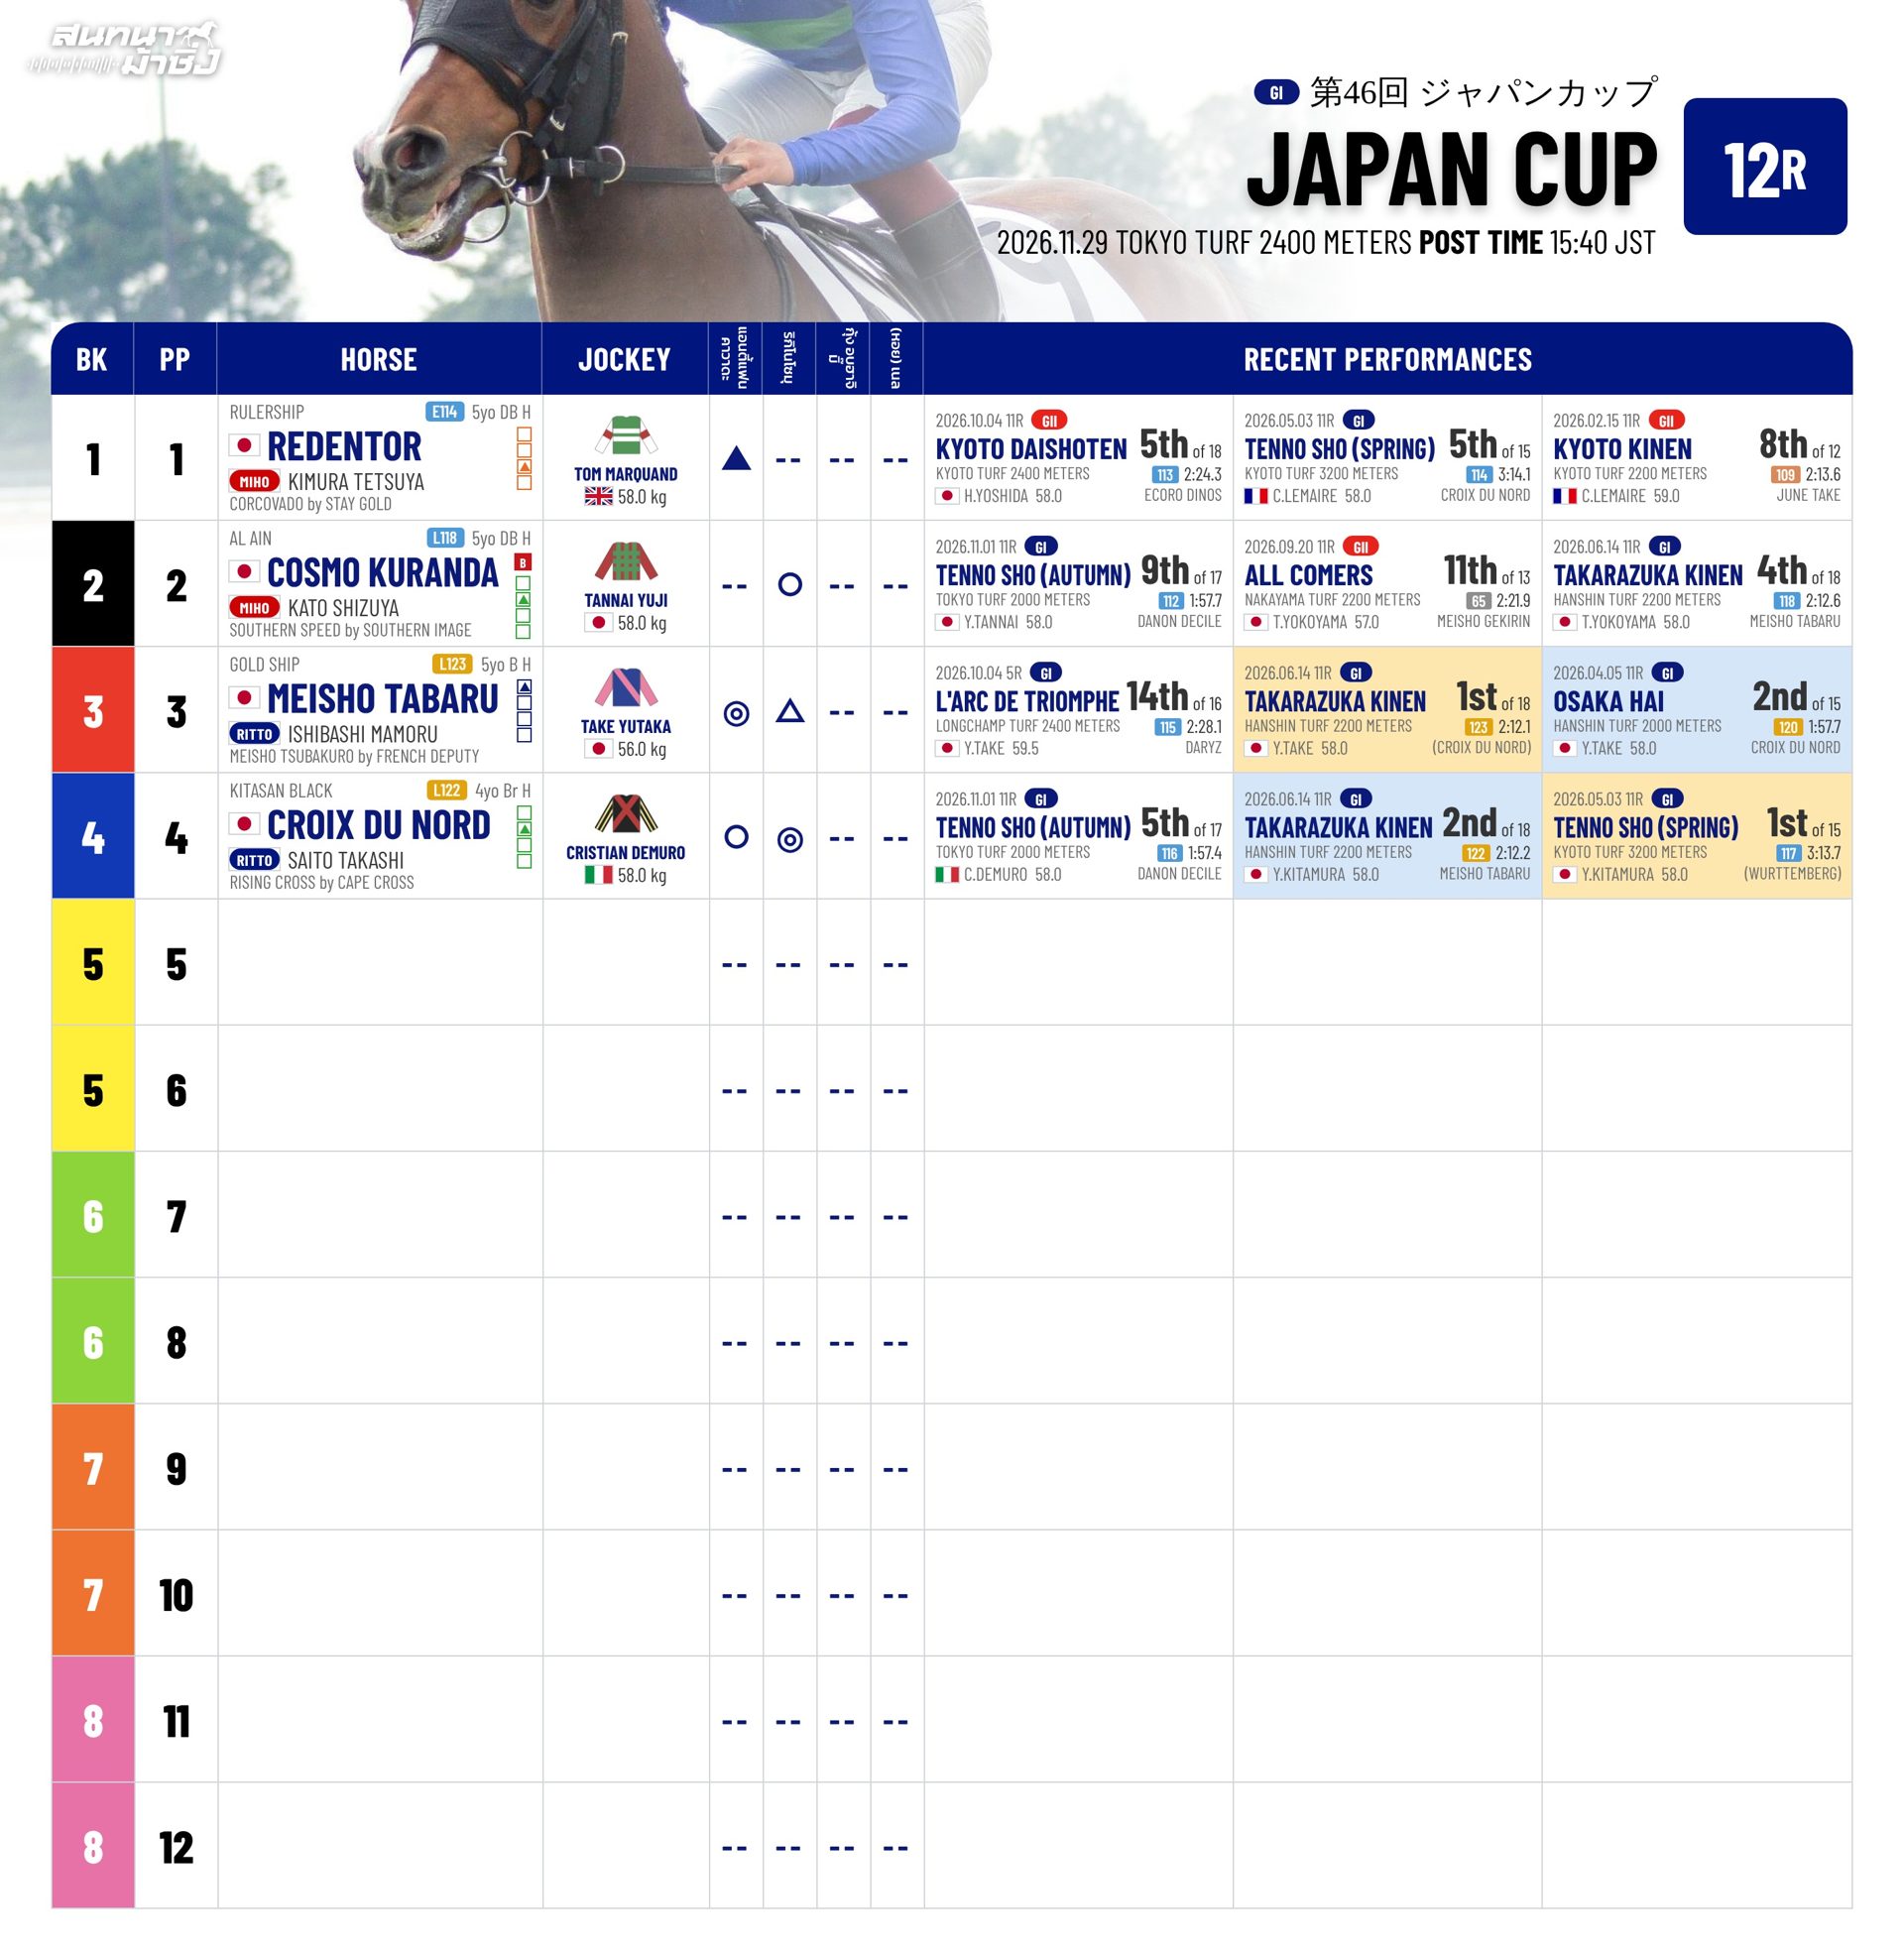 สนทนา
ม้าซิ่ง
GI 第46回 ジャパンカップ
JAPAN CUP
12R
2026.11.29 TOKYO TURF 2400 METERS POST TIME 15:40 JST
BK PP HORSE JOCKEY RECENT PERFORMANCES
1 1
RULERSHIP E114 5yo DB H
REDENTOR
MIHO KIMURA TETSUYA
CORCOVADO by STAY GOLD
TOM MARQUAND
58.0 kg
▲ -- -- --
2026.10.04 11R GII
KYOTO DAISHOTEN 5th of 18
KYOTO TURF 2400 METERS 113 2:24.3
H.YOSHIDA 58.0 ECORO DINOS
2026.05.03 11R GI
TENNO SHO (SPRING) 5th of 15
KYOTO TURF 3200 METERS 114 3:14.1
C.LEMAIRE 58.0 CROIX DU NORD
2026.02.15 11R GII
KYOTO KINEN 8th of 12
KYOTO TURF 2200 METERS 109 2:13.6
C.LEMAIRE 59.0 JUNE TAKE
2 2
AL AIN L118 5yo DB H
COSMO KURANDA B
MIHO KATO SHIZUYA
SOUTHERN SPEED by SOUTHERN IMAGE
TANNAI YUJI
58.0 kg
-- ○ -- --
2026.11.01 11R GI
TENNO SHO (AUTUMN) 9th of 17
TOKYO TURF 2000 METERS 112 1:57.7
Y.TANNAI 58.0 DANON DECILE
2026.09.20 11R GII
ALL COMERS 11th of 13
NAKAYAMA TURF 2200 METERS 65 2:21.9
T.YOKOYAMA 57.0 MEISHO GEKIRIN
2026.06.14 11R GI
TAKARAZUKA KINEN 4th of 18
HANSHIN TURF 2200 METERS 118 2:12.6
T.YOKOYAMA 58.0 MEISHO TABARU
3 3
GOLD SHIP L123 5yo B H
MEISHO TABARU
RITTO ISHIBASHI MAMORU
MEISHO TSUBAKURO by FRENCH DEPUTY
TAKE YUTAKA
56.0 kg
◎ △ -- --
2026.10.04 5R GI
L'ARC DE TRIOMPHE 14th of 16
LONGCHAMP TURF 2400 METERS 115 2:28.1
Y.TAKE 59.5 DARYZ
2026.06.14 11R GI
TAKARAZUKA KINEN 1st of 18
HANSHIN TURF 2200 METERS 123 2:12.1
Y.TAKE 58.0 (CROIX DU NORD)
2026.04.05 11R GI
OSAKA HAI 2nd of 15
HANSHIN TURF 2000 METERS 120 1:57.7
Y.TAKE 58.0 CROIX DU NORD
4 4
KITASAN BLACK L122 4yo Br H
CROIX DU NORD
RITTO SAITO TAKASHI
RISING CROSS by CAPE CROSS
CRISTIAN DEMURO
58.0 kg
○ ◎ -- --
2026.11.01 11R GI
TENNO SHO (AUTUMN) 5th of 17
TOKYO TURF 2000 METERS 116 1:57.4
C.DEMURO 58.0 DANON DECILE
2026.06.14 11R GI
TAKARAZUKA KINEN 2nd of 18
HANSHIN TURF 2200 METERS 122 2:12.2
Y.KITAMURA 58.0 MEISHO TABARU
2026.05.03 11R GI
TENNO SHO (SPRING) 1st of 15
KYOTO TURF 3200 METERS 117 3:13.7
Y.KITAMURA 58.0 (WURTTEMBERG)
5 5 -- -- -- --
5 6 -- -- -- --
6 7 -- -- -- --
6 8 -- -- -- --
7 9 -- -- -- --
7 10 -- -- -- --
8 11 -- -- -- --
8 12 -- -- -- --